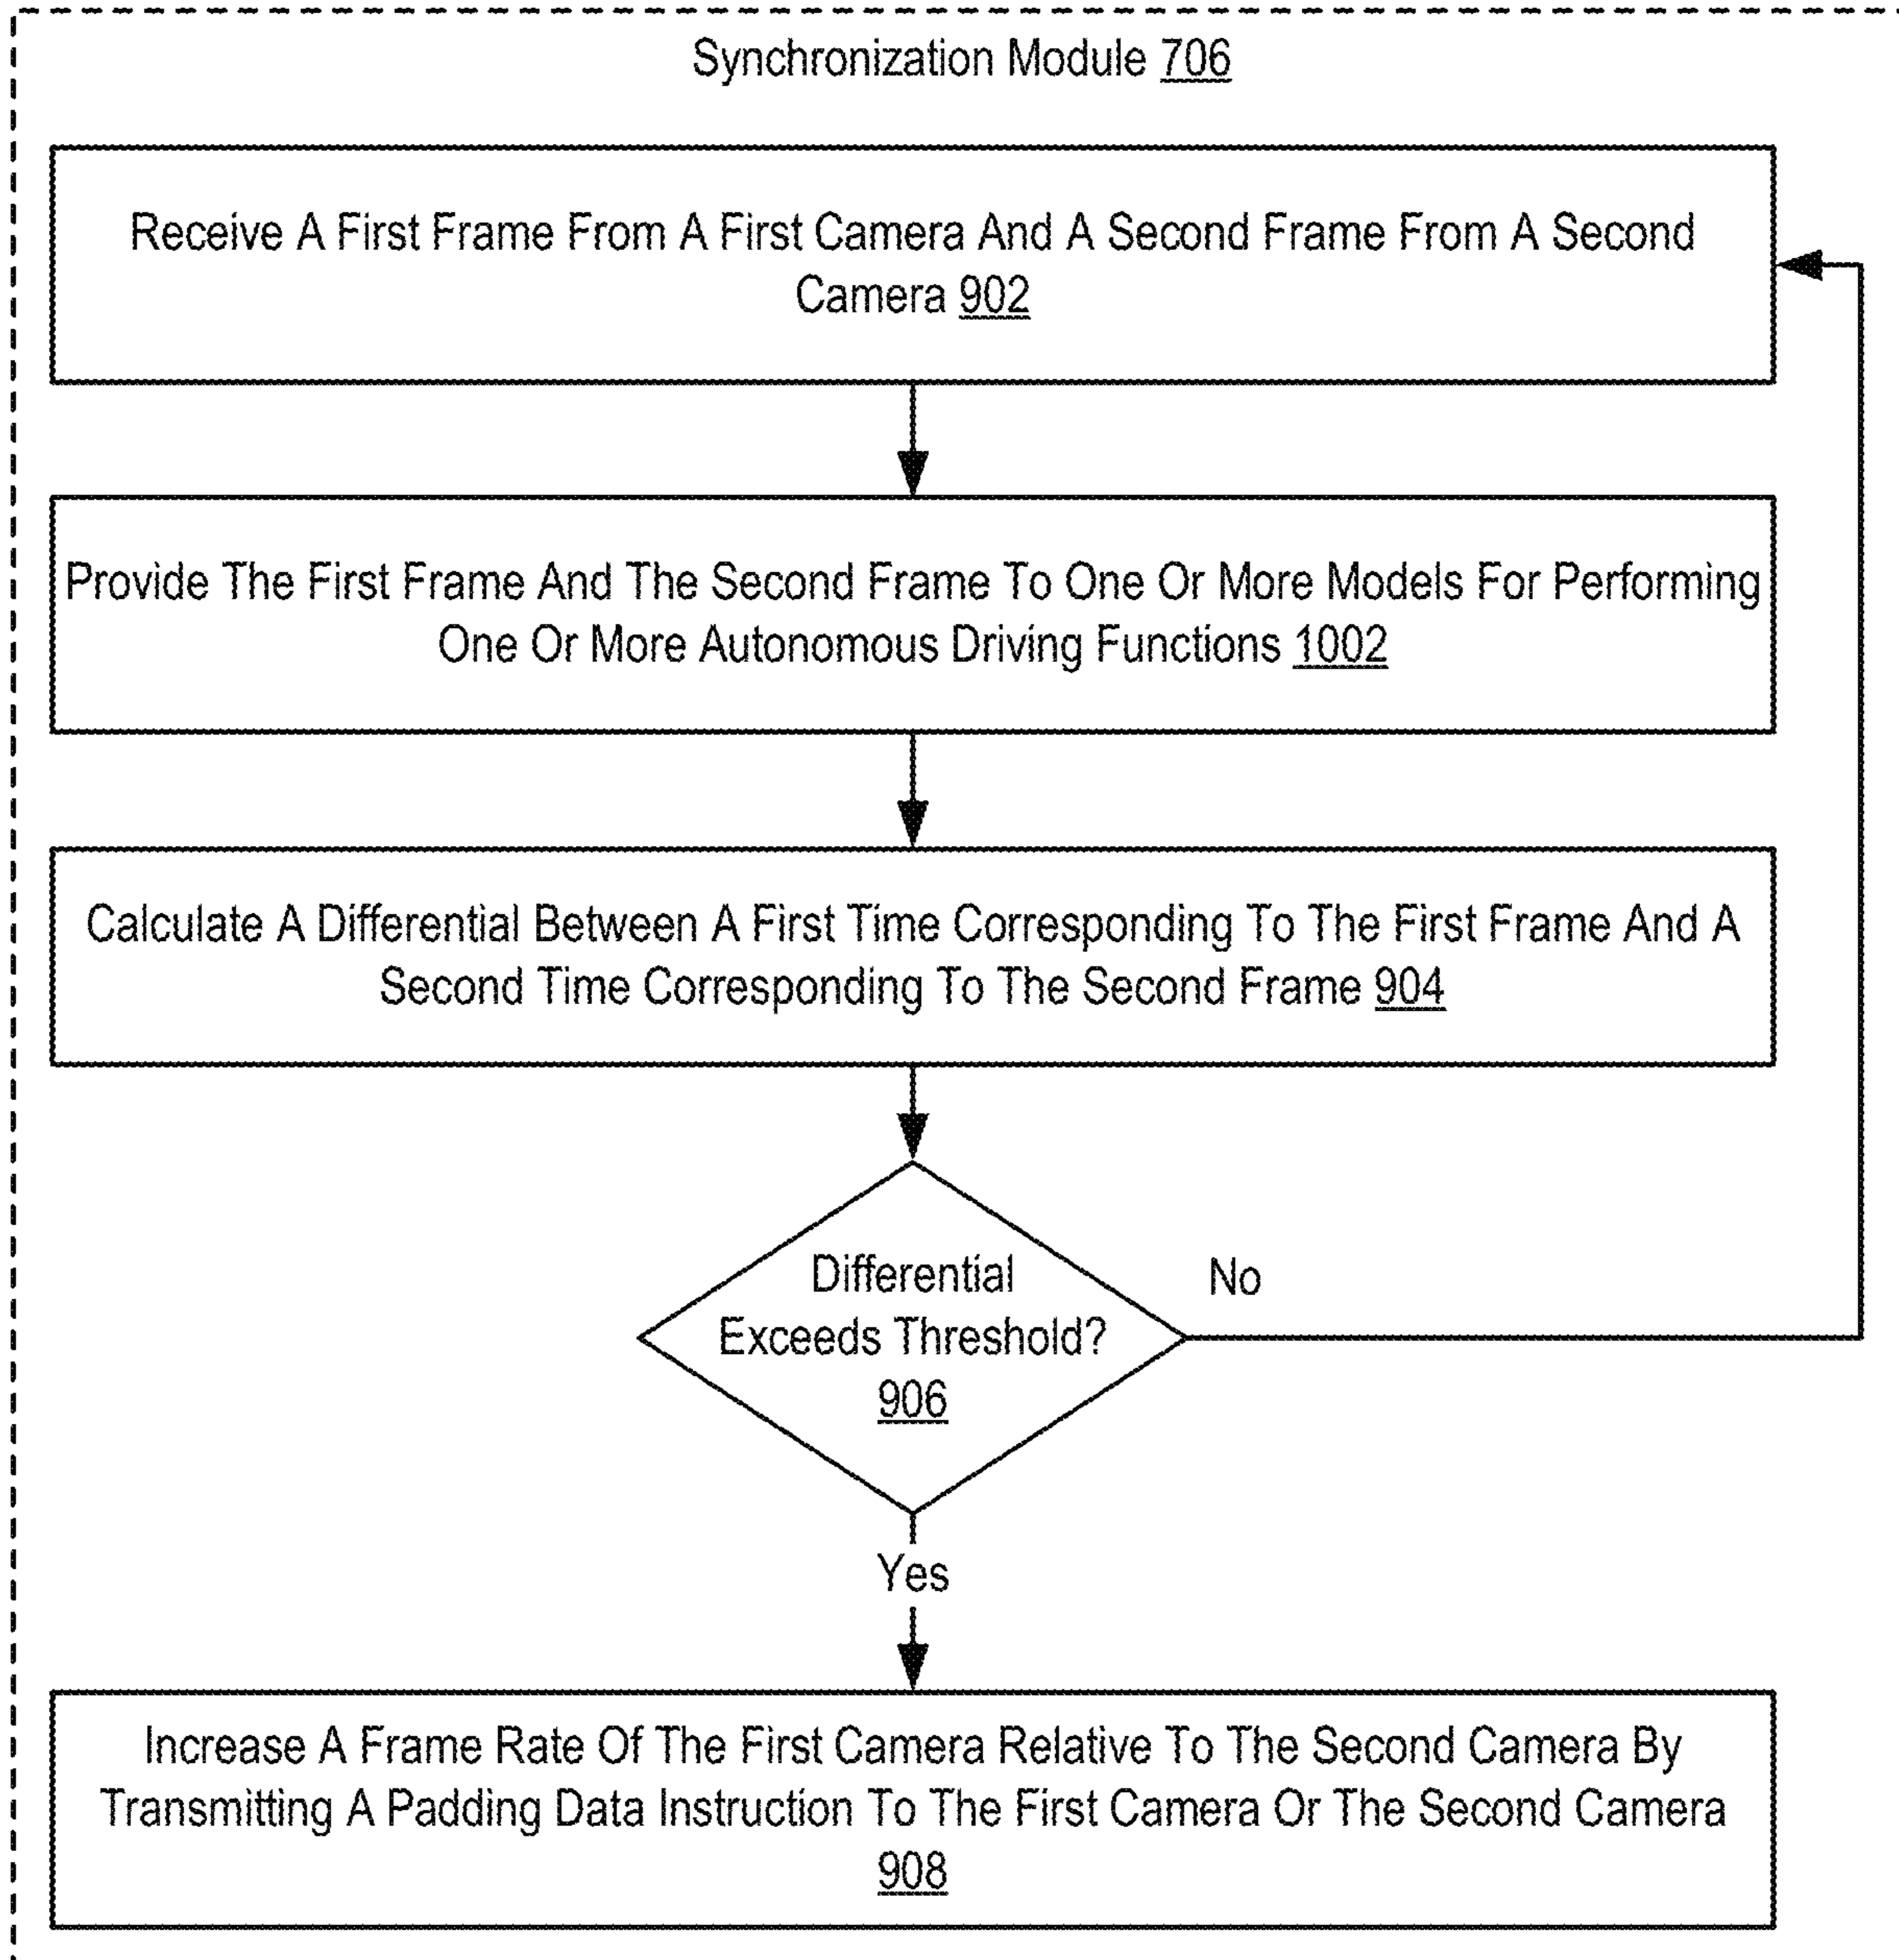 Synchronization Module 706
Receive A First Frame From A First Camera And A Second Frame From A Second
Camera 902
Provide The First Frame And The Second Frame To One Or More Models For Performing
One Or More Autonomous Driving Functions 1002
Calculate A Differential Between A First Time Corresponding To The First Frame And A
Second Time Corresponding To The Second Frame 904
Differential
Exceeds Threshold?
906
No
Yes
Increase A Frame Rate Of The First Camera Relative To The Second Camera By
Transmitting A Padding Data Instruction To The First Camera Or The Second Camera
908